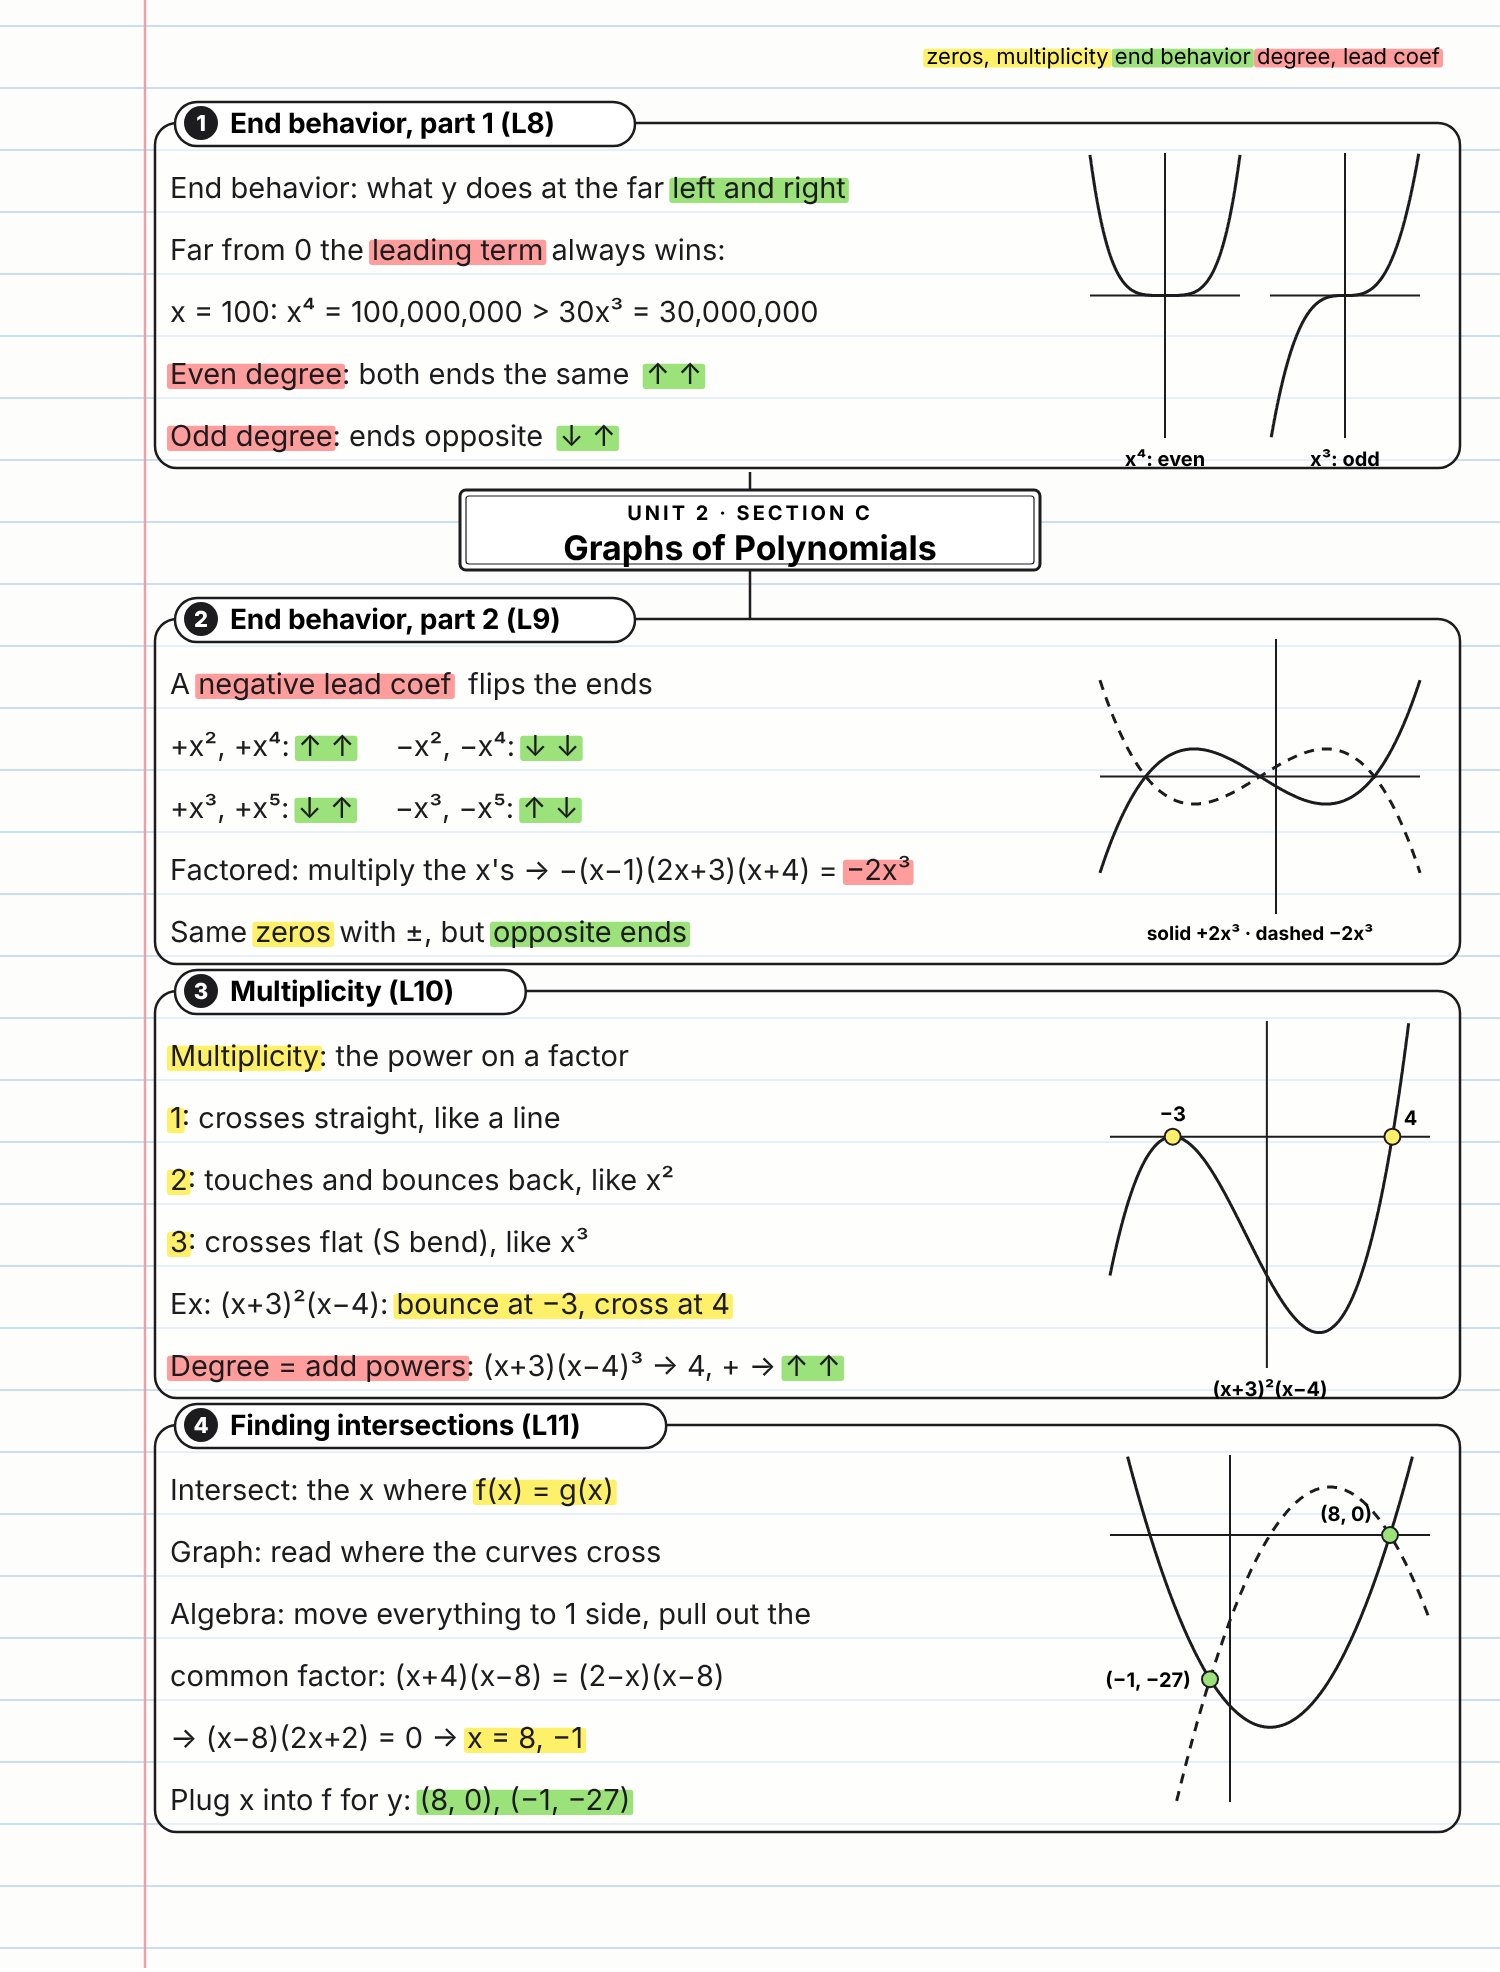 zeros, multiplicity end behavior degree, lead coef
1 End behavior, part 1 (L8)
End behavior: what y does at the far left and right
Far from 0 the leading term always wins:
x = 100: x⁴ = 100,000,000 > 30x³ = 30,000,000
Even degree: both ends the same ↑ ↑
Odd degree: ends opposite ↓ ↑
x⁴: even
x³: odd
UNIT 2 · SECTION C
Graphs of Polynomials
2 End behavior, part 2 (L9)
A negative lead coef flips the ends
+x², +x⁴: ↑ ↑ −x², −x⁴: ↓ ↓
+x³, +x⁵: ↓ ↑ −x³, −x⁵: ↑ ↓
Factored: multiply the x's → −(x−1)(2x+3)(x+4) = −2x³
Same zeros with ±, but opposite ends
solid +2x³ · dashed −2x³
3 Multiplicity (L10)
Multiplicity: the power on a factor
1: crosses straight, like a line
2: touches and bounces back, like x²
3: crosses flat (S bend), like x³
Ex: (x+3)²(x−4): bounce at −3, cross at 4
Degree = add powers: (x+3)(x−4)³ → 4, + → ↑ ↑
−3
4
(x+3)²(x−4)
4 Finding intersections (L11)
Intersect: the x where f(x) = g(x)
Graph: read where the curves cross
Algebra: move everything to 1 side, pull out the
common factor: (x+4)(x−8) = (2−x)(x−8)
→ (x−8)(2x+2) = 0 → x = 8, −1
Plug x into f for y: (8, 0), (−1, −27)
(8, 0)
(−1, −27)